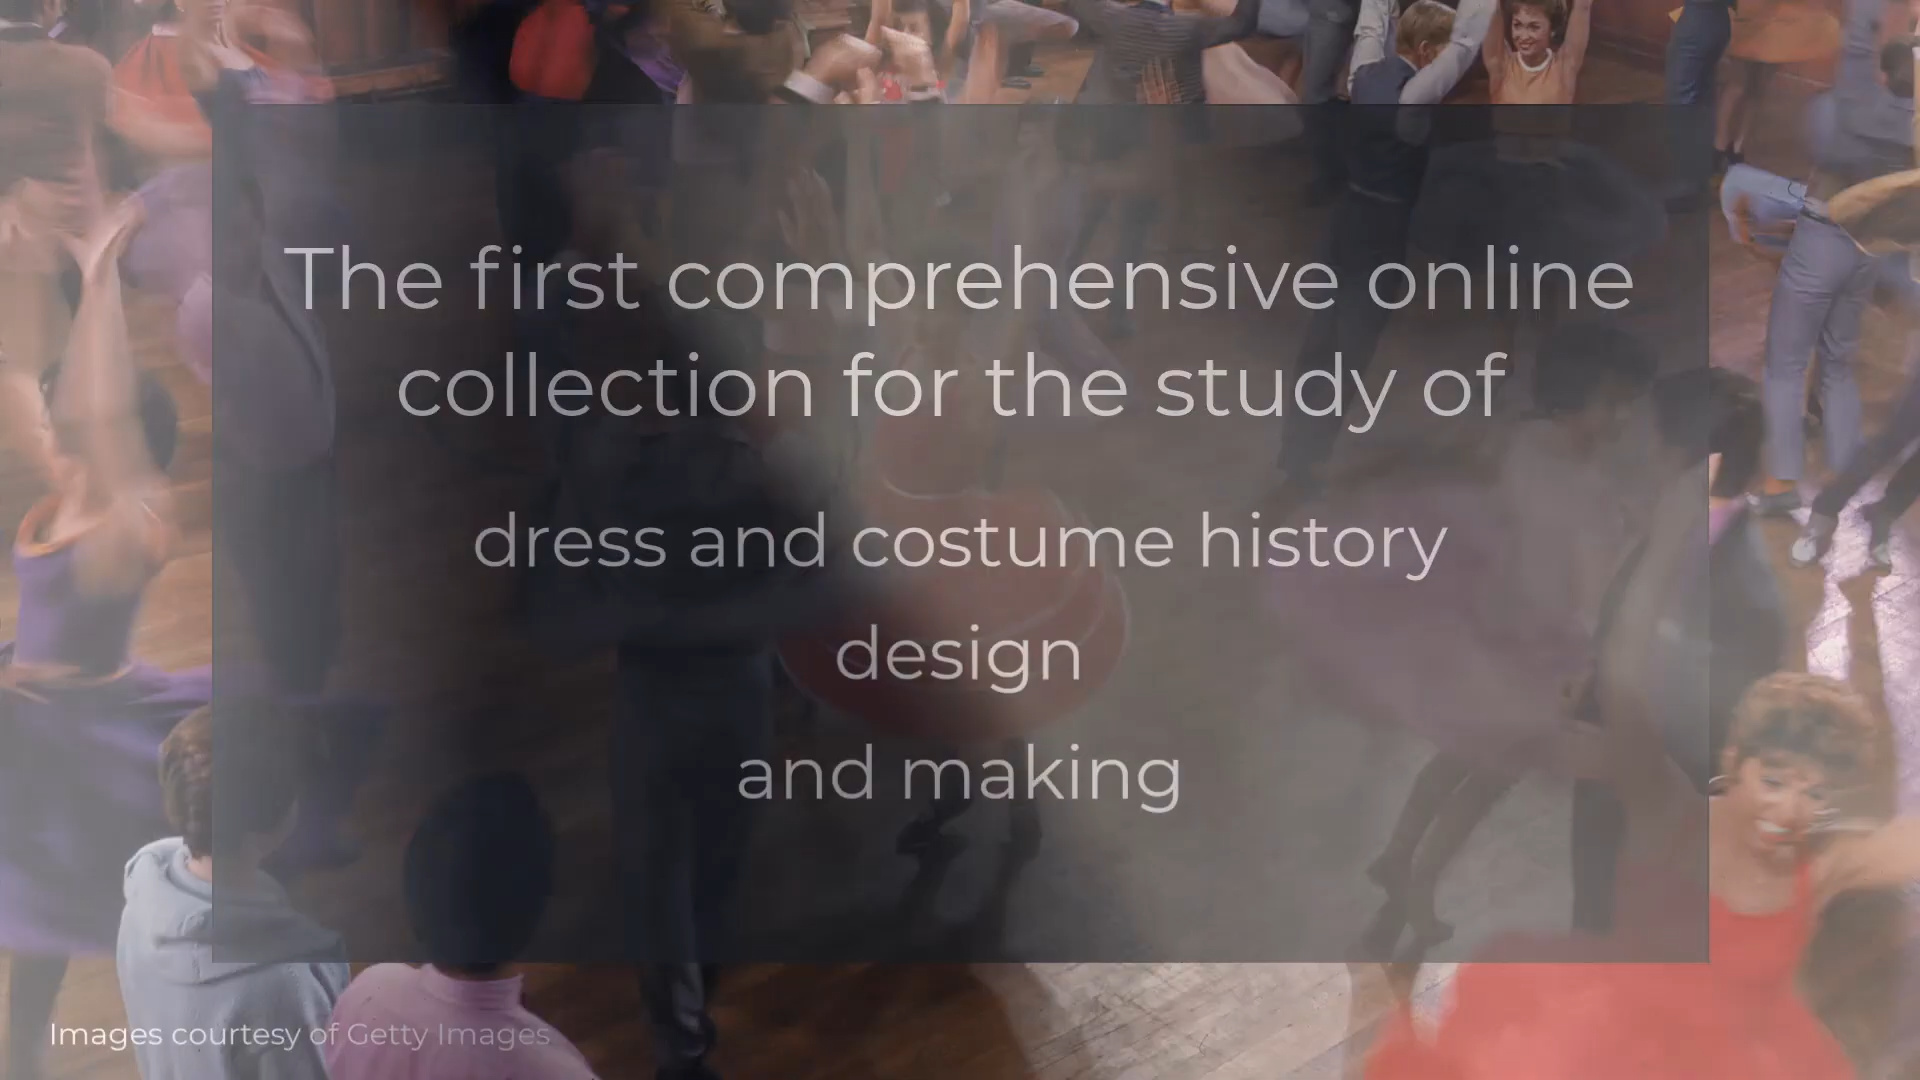 The first comprehensive online
collection for the study of
dress and costume history
design
and making
Images courtesy of Getty Images